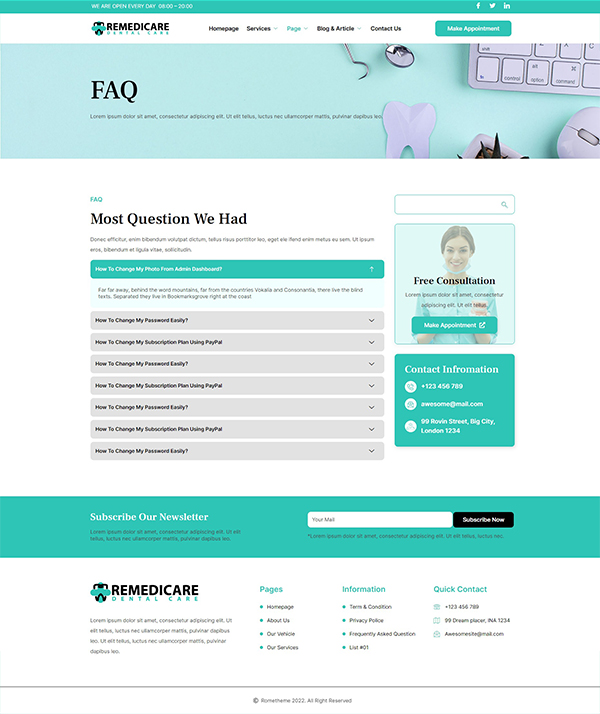 WE ARE OPEN EVERY DAY 08:00 – 20:00
REMEDICARE
DENTAL CARE
Homepage Services Page Blog & Article Contact Us
Make Appointment
FAQ
Lorem ipsum dolor sit amet, consectetur adipiscing elit. Ut elit tellus, luctus nec ullamcorper mattis, pulvinar dapibus leo.
control option command
FAQ
Most Question We Had
Donec efficitur, enim bibendum volutpat dictum, tellus risus porttitor leo, eget ele ifend enim metus eu sem. Ut ipsum
eros, bibendum et ligula vitae, sollicitudin.
How To Change My Photo From Admin Dashboard?
Far far away, behind the word mountains, far from the countries Vokalia and Consonantia, there live the blind
texts. Separated they live in Bookmarksgrove right at the coast
How To Change My Password Easily?
How To Change My Subscription Plan Using PayPal
How To Change My Password Easily?
How To Change My Subscription Plan Using PayPal
How To Change My Password Easily?
How To Change My Subscription Plan Using PayPal
How To Change My Password Easily?
Free Consultation
Lorem ipsum dolor sit amet, consectetur
adipiscing elit. Ut elit tellus.
Make Appointment
Contact Infromation
+123 456 789
awesome@mail.com
99 Rovin Street, Big City,
London 1234
Subscribe Our Newsletter
Lorem ipsum dolor sit amet, consectetur adipiscing elit. Ut elit
tellus, luctus nec ullamcorper mattis, pulvinar dapibus leo.
Your Mail
Subscribe Now
*Lorem ipsum dolor sit amet, consectetur adipiscing elit. Ut elit tellus, luctus nec.
REMEDICARE
DENTAL CARE
Lorem ipsum dolor sit amet, consectetur adipiscing
elit. Ut elit tellus, luctus nec ullamcorper mattis.
Ut elit tellus, luctus nec ullamcorper mattis, pulvinar
dapibus leo.
Pages
Homepage
About Us
Our Vehicle
Our Services
Information
Term & Condition
Privacy Police
Frequently Asked Question
List #01
Quick Contact
+123 456 789
99 Dream placer, INA 1234
Awesomesite@mail.com
© Rometheme 2022. All Right Reserved